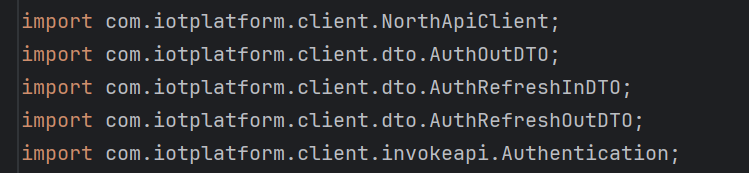 import com.iotplatform.client.NorthApiClient;
import com.iotplatform.client.dto.AuthOutDTO;
import com.iotplatform.client.dto.AuthRefreshInDTO;
import com.iotplatform.client.dto.AuthRefreshOutDTO;
import com.iotplatform.client.invokeapi.Authentication;